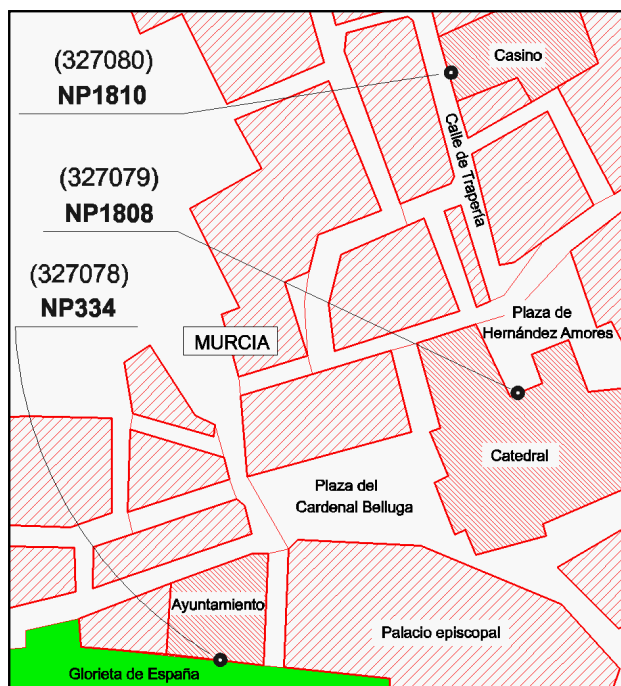 (327080)
NP1810
Casino
Calle de Trapería
(327079)
NP1808
(327078)
NP334
Plaza de
Hernández Amores
MURCIA
Catedral
Plaza del
Cardenal Belluga
Ayuntamiento
Palacio episcopal
Glorieta de España